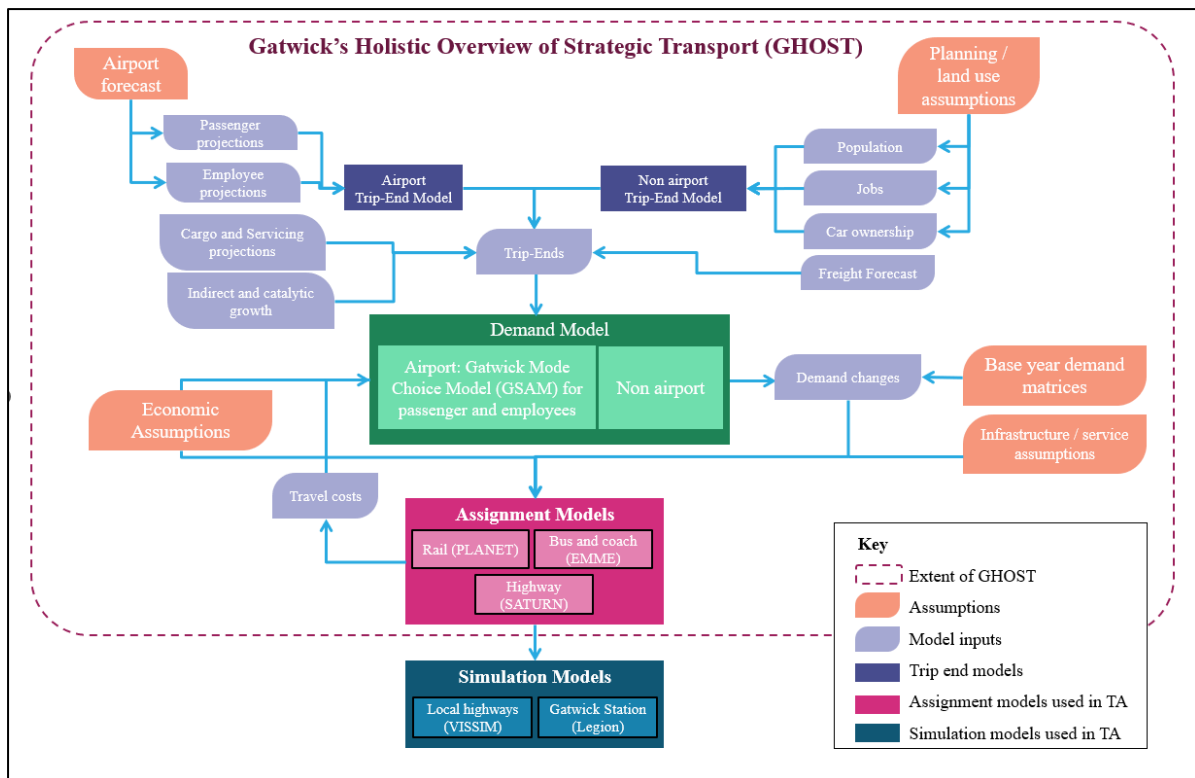 Gatwick's Holistic Overview of Strategic Transport (GHOST)
Airport
forecast
Planning /
land use
assumptions
Passenger
projections
Population
Employee
projections
Airport
Trip-End Model
Non airport
Trip-End Model
Jobs
Cargo and Servicing
projections
Trip-Ends
Car ownership
Indirect and catalytic
growth
Freight Forecast
Demand Model
Airport: Gatwick Mode
Choice Model (GSAM) for
passenger and employees
Non airport
Demand changes
Base year demand
matrices
Economic
Assumptions
Infrastructure / service
assumptions
Travel costs
Assignment Models
Rail (PLANET)
Bus and coach
(EMME)
Highway
(SATURN)
Simulation Models
Local highways
(VISSIM)
Gatwick Station
(Legion)
Key
Extent of GHOST
Assumptions
Model inputs
Trip end models
Assignment models used in TA
Simulation models used in TA